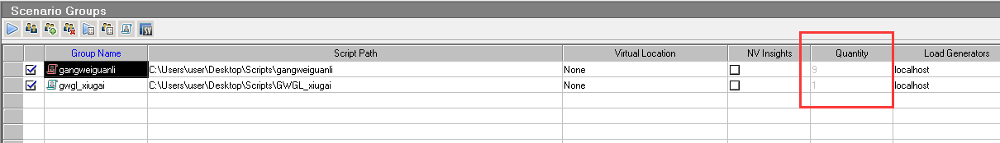 Scenario Groups
Group Name Script Path Virtual Location NV Insights Quantity Load Generators
gangweiguanli C:\Users\user\Desktop\Scripts\gangweiguanli None 9 localhost
gwgl_xiugai C:\Users\user\Desktop\Scripts\GWGL_xiugai None 1 localhost